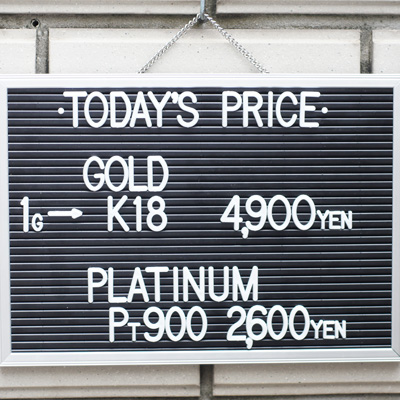 ·TODAY'S PRICE·
GOLD
1G→ K18 4,900YEN
PLATINUM
PT900 2,600YEN